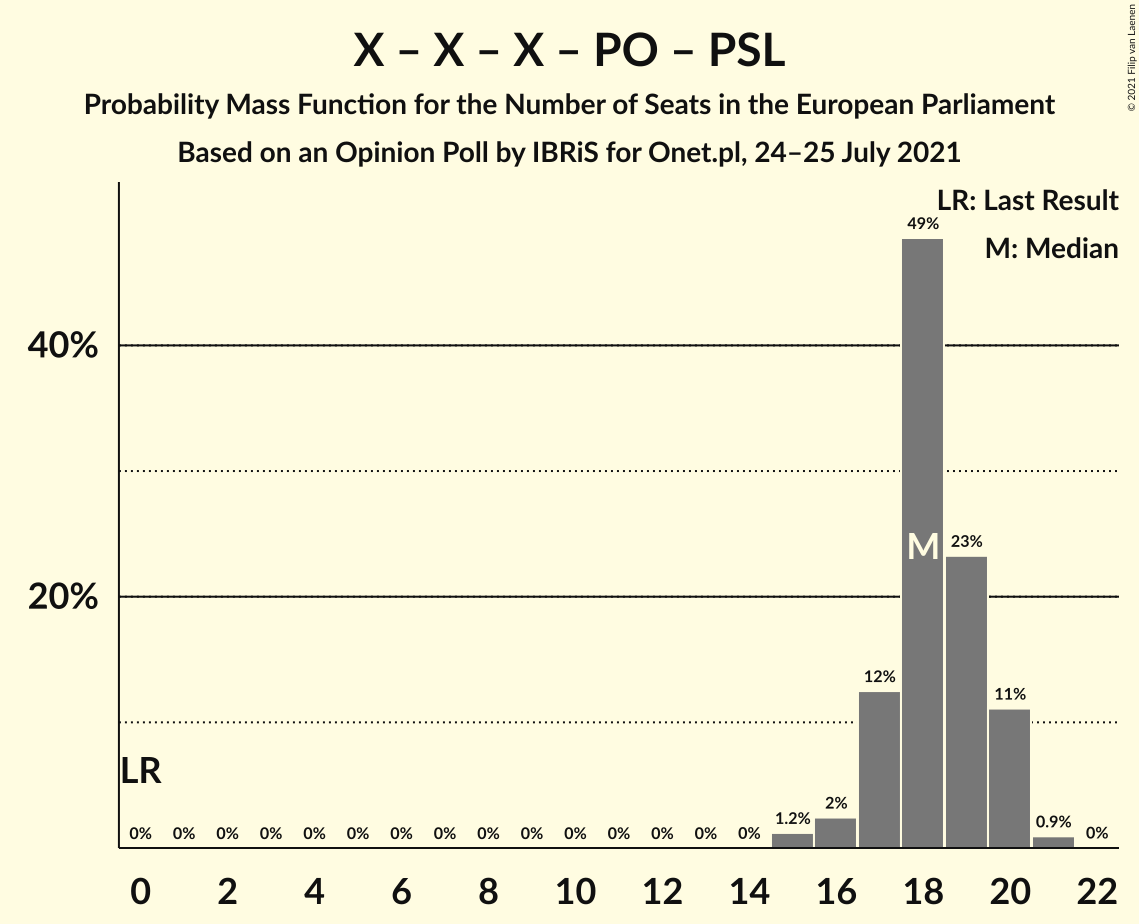 X – X – X – PO – PSL
Probability Mass Function for the Number of Seats in the European Parliament
Based on an Opinion Poll by IBRiS for Onet.pl, 24–25 July 2021
© 2021 Filip van Laenen
LR: Last Result
M: Median
49%
40%
M
23%
20%
12%
11%
LR
0% 0% 0% 0% 0% 0% 0% 0% 0% 0% 0% 0% 0% 0% 0% 1.2% 2% 0.9% 0%
0 2 4 6 8 10 12 14 16 18 20 22